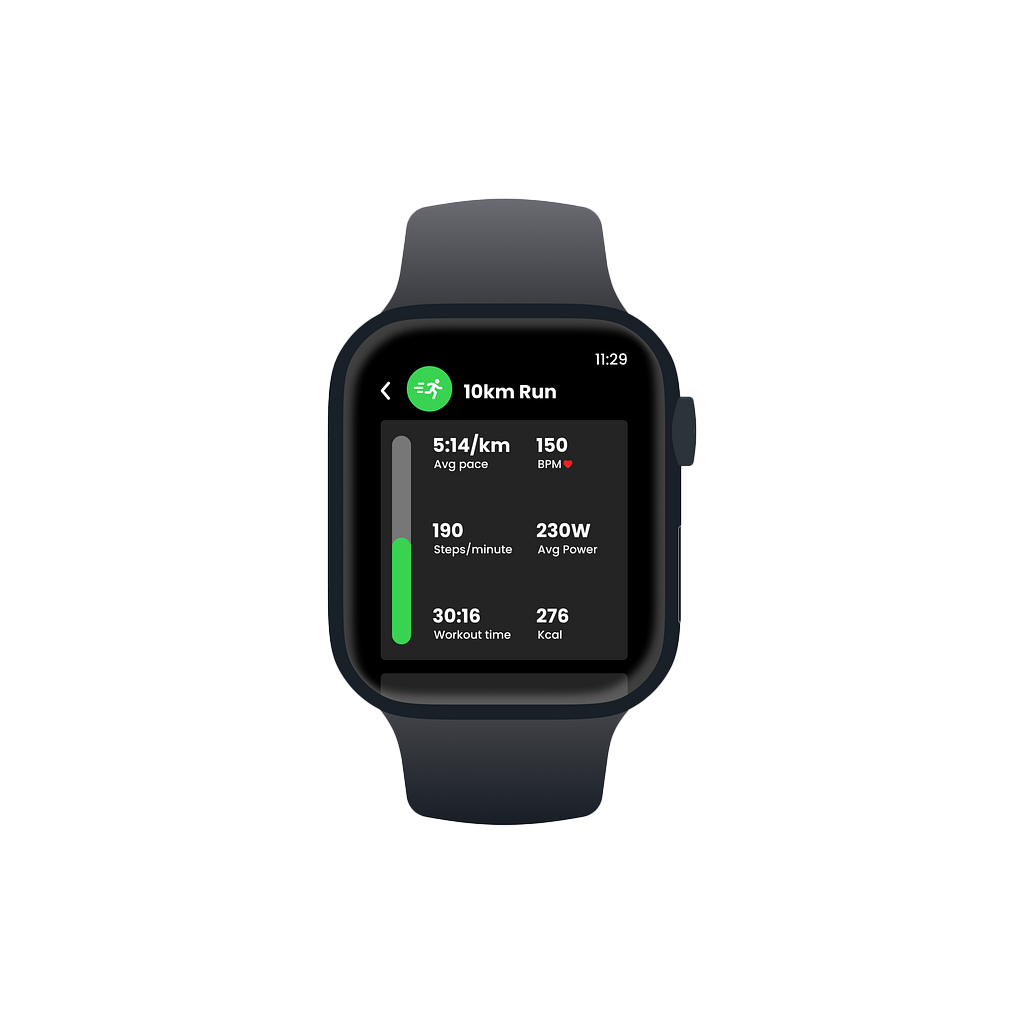 11:29
10km Run
5:14/km
Avg pace
150
BPM
190
Steps/minute
230W
Avg Power
30:16
Workout time
276
Kcal